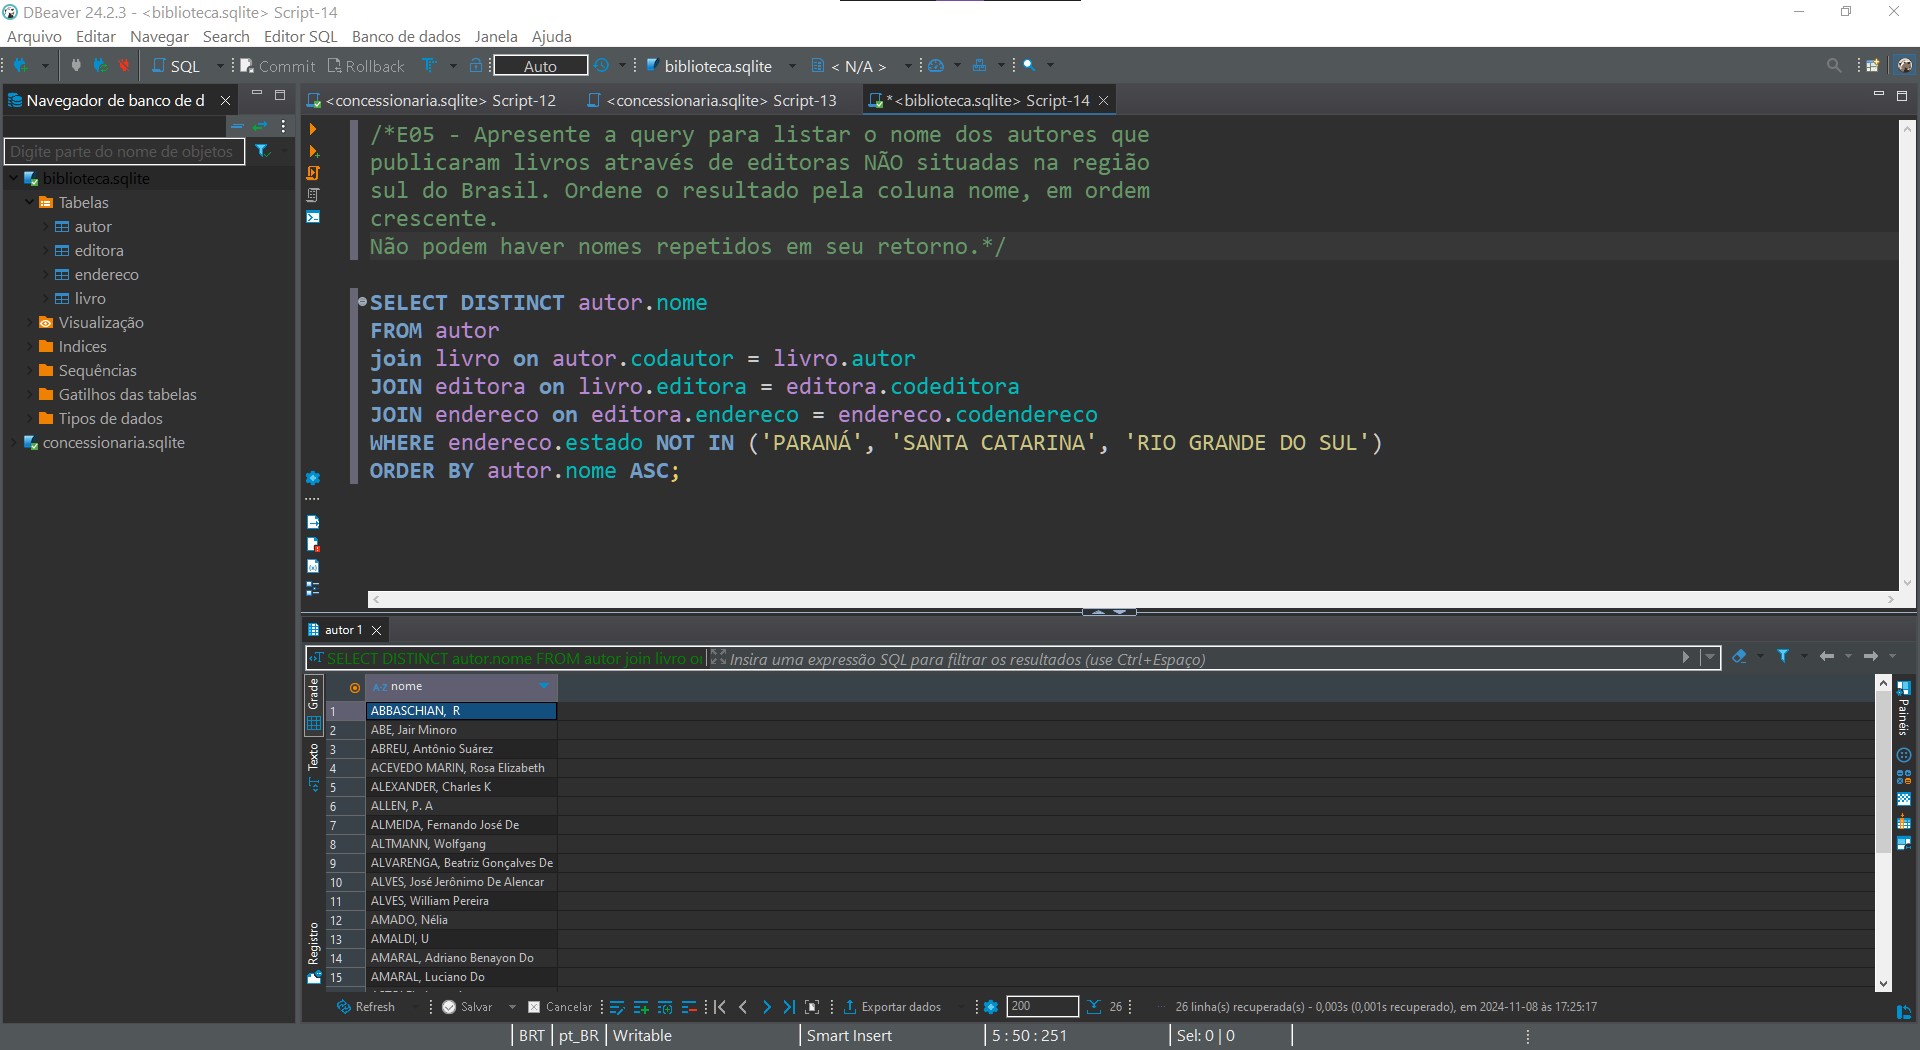 DBeaver 24.2.3 - <biblioteca.sqlite> Script-14
Arquivo Editar Navegar Search Editor SQL Banco de dados Janela Ajuda
SQL Commit Rollback Auto biblioteca.sqlite < N/A >
Navegador de banco de d
Digite parte do nome de objetos
biblioteca.sqlite
Tabelas
autor
editora
endereco
livro
Visualização
Indices
Sequências
Gatilhos das tabelas
Tipos de dados
concessionaria.sqlite
<concessionaria.sqlite> Script-12 <concessionaria.sqlite> Script-13 *<biblioteca.sqlite> Script-14
/*E05 - Apresente a query para listar o nome dos autores que
publicaram livros através de editoras NÃO situadas na região
sul do Brasil. Ordene o resultado pela coluna nome, em ordem
crescente.
Não podem haver nomes repetidos em seu retorno.*/
SELECT DISTINCT autor.nome
FROM autor
join livro on autor.codautor = livro.autor
JOIN editora on livro.editora = editora.codeditora
JOIN endereco on editora.endereco = endereco.codendereco
WHERE endereco.estado NOT IN ('PARANÁ', 'SANTA CATARINA', 'RIO GRANDE DO SUL')
ORDER BY autor.nome ASC;
autor 1
SELECT DISTINCT autor.nome FROM autor join livro o Insira uma expressão SQL para filtrar os resultados (use Ctrl+Espaço)
Grade
Texto
Registro
Painéis
A-Z nome
1 ABBASCHIAN, R
2 ABE, Jair Minoro
3 ABREU, Antônio Suárez
4 ACEVEDO MARIN, Rosa Elizabeth
5 ALEXANDER, Charles K
6 ALLEN, P. A
7 ALMEIDA, Fernando José De
8 ALTMANN, Wolfgang
9 ALVARENGA, Beatriz Gonçalves De
10 ALVES, José Jerônimo De Alencar
11 ALVES, William Pereira
12 AMADO, Nélia
13 AMALDI, U
14 AMARAL, Adriano Benayon Do
15 AMARAL, Luciano Do
Refresh Salvar Cancelar Exportar dados 200 26 26 linha(s) recuperada(s) - 0,003s (0,001s recuperado), em 2024-11-08 às 17:25:17
BRT pt_BR Writable Smart Insert 5 : 50 : 251 Sel: 0 | 0